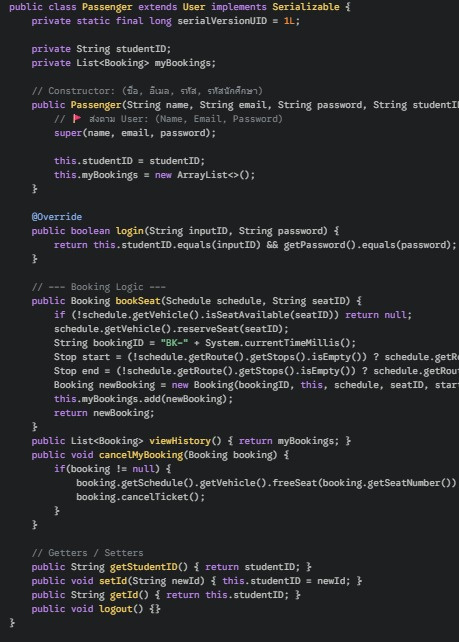 public class Passenger extends User implements Serializable {
private static final long serialVersionUID = 1L;
private String studentID;
private List<Booking> myBookings;
// Constructor: (ชื่อ, อีเมล, รหัส, รหัสนักศึกษา)
public Passenger(String name, String email, String password, String studentI
// 🚩 ส่งตาม User: (Name, Email, Password)
super(name, email, password);
this.studentID = studentID;
this.myBookings = new ArrayList<>();
}
@Override
public boolean login(String inputID, String password) {
return this.studentID.equals(inputID) && getPassword().equals(password);
}
// --- Booking Logic ---
public Booking bookSeat(Schedule schedule, String seatID) {
if (!schedule.getVehicle().isSeatAvailable(seatID)) return null;
schedule.getVehicle().reserveSeat(seatID);
String bookingID = "BK-" + System.currentTimeMillis();
Stop start = (!schedule.getRoute().getStops().isEmpty()) ? schedule.getR
Stop end = (!schedule.getRoute().getStops().isEmpty()) ? schedule.getRou
Booking newBooking = new Booking(bookingID, this, schedule, seatID, star
this.myBookings.add(newBooking);
return newBooking;
}
public List<Booking> viewHistory() { return myBookings; }
public void cancelMyBooking(Booking booking) {
if(booking != null) {
booking.getSchedule().getVehicle().freeSeat(booking.getSeatNumber())
booking.cancelTicket();
}
}
// Getters / Setters
public String getStudentID() { return studentID; }
public void setId(String newId) { this.studentID = newId; }
public String getId() { return this.studentID; }
public void logout() {}
}